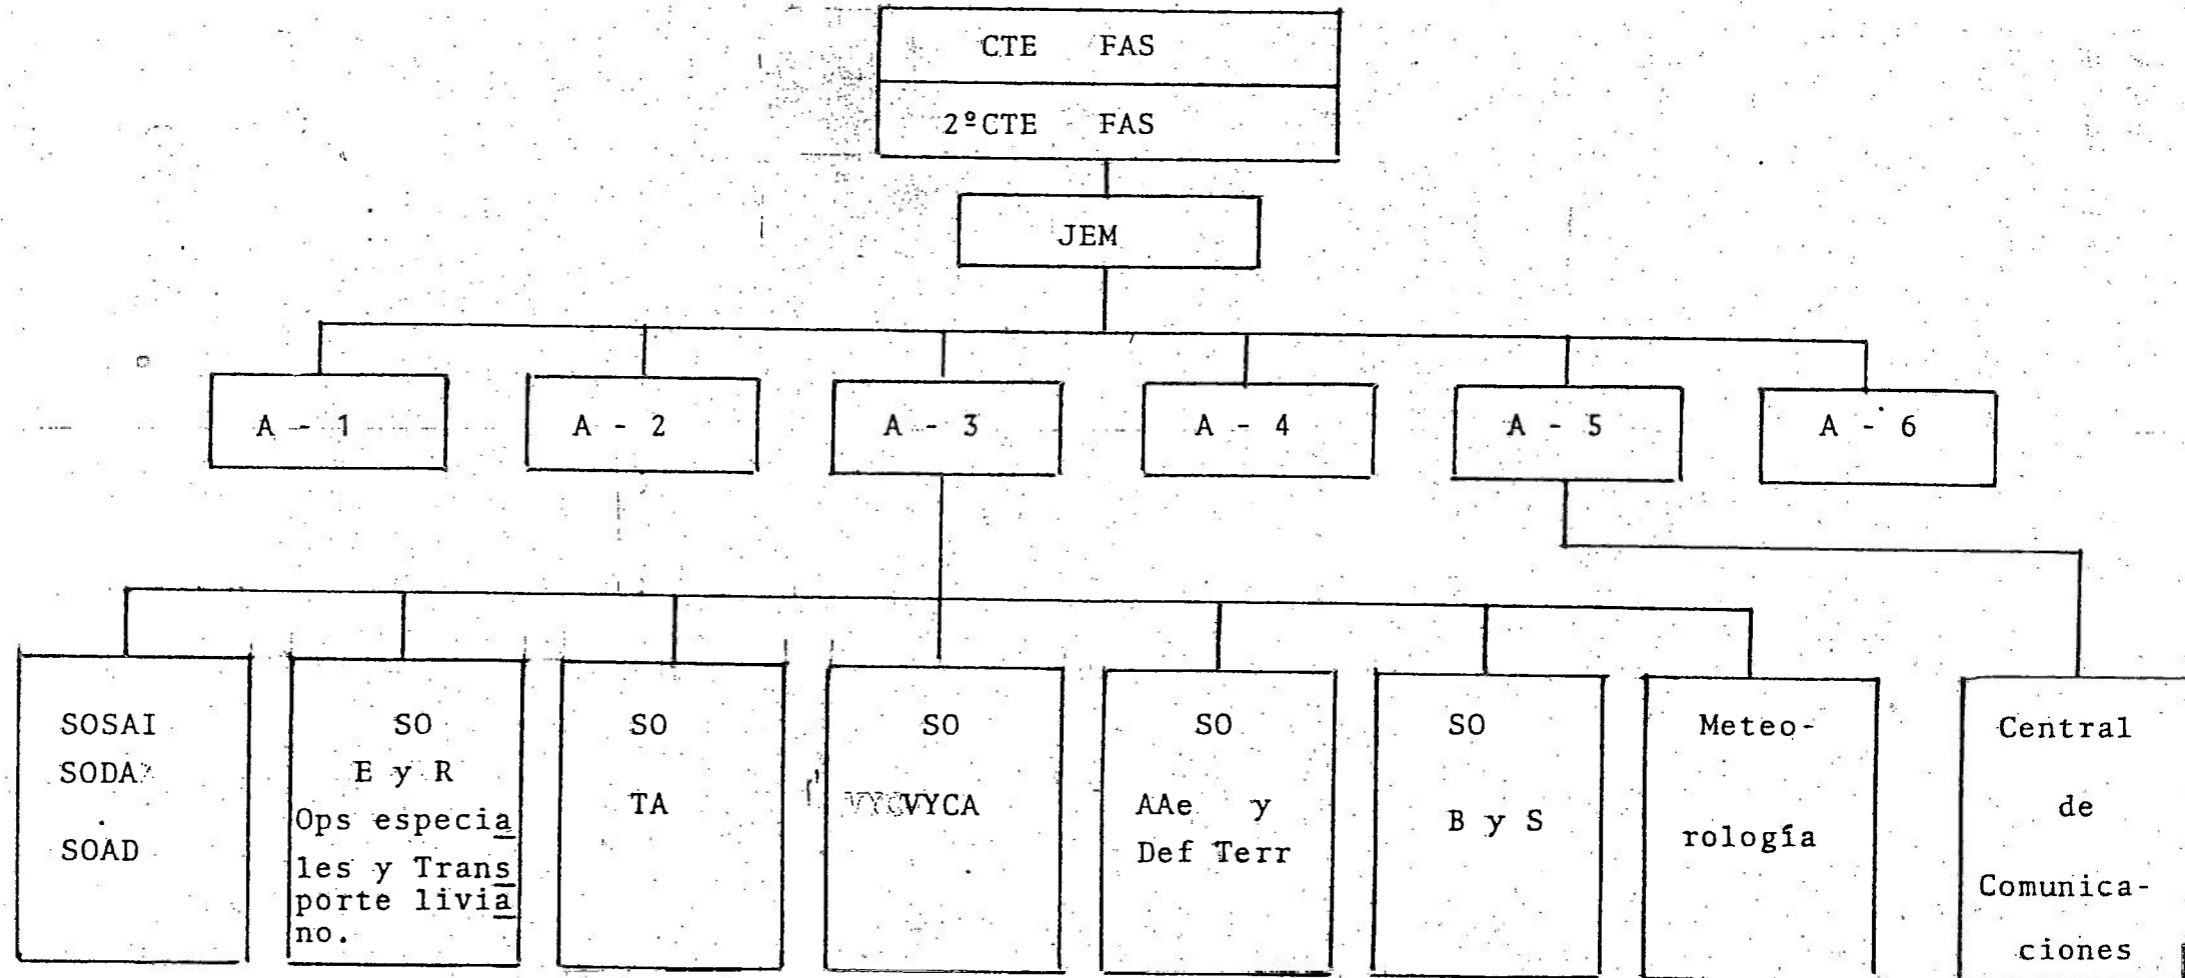 CTE FAS
2ºCTE FAS
JEM
A - 1
A - 2
A - 3
A - 4
A - 5
A - 6
SOSAI
SODA
SOAD
SO
E y R
Ops especia
les y Trans
porte livia
no.
SO
TA
SO
VYCVYCA
SO
AAe y
Def Terr
SO
B y S
Meteo-
rología
Central
de
Comunica-
ciones